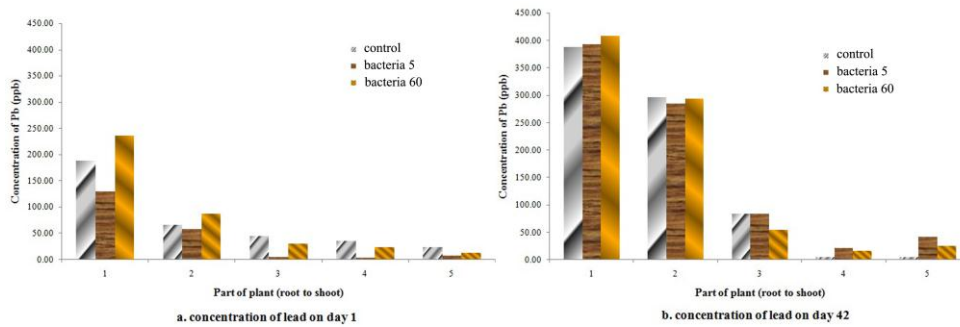 450.00
400.00
350.00
300.00
250.00
200.00
150.00
100.00
50.00
0.00
Concentration of Pb (ppb)
control
bacteria 5
bacteria 60
1 2 3 4 5
Part of plant (root to shoot)
a. concentration of lead on day 1
450.00
400.00
350.00
300.00
250.00
200.00
150.00
100.00
50.00
0.00
Concentration of Pb (ppb)
control
bacteria 5
bacteria 60
1 2 3 4 5
Part of plant (root to shoot)
b. concentration of lead on day 42